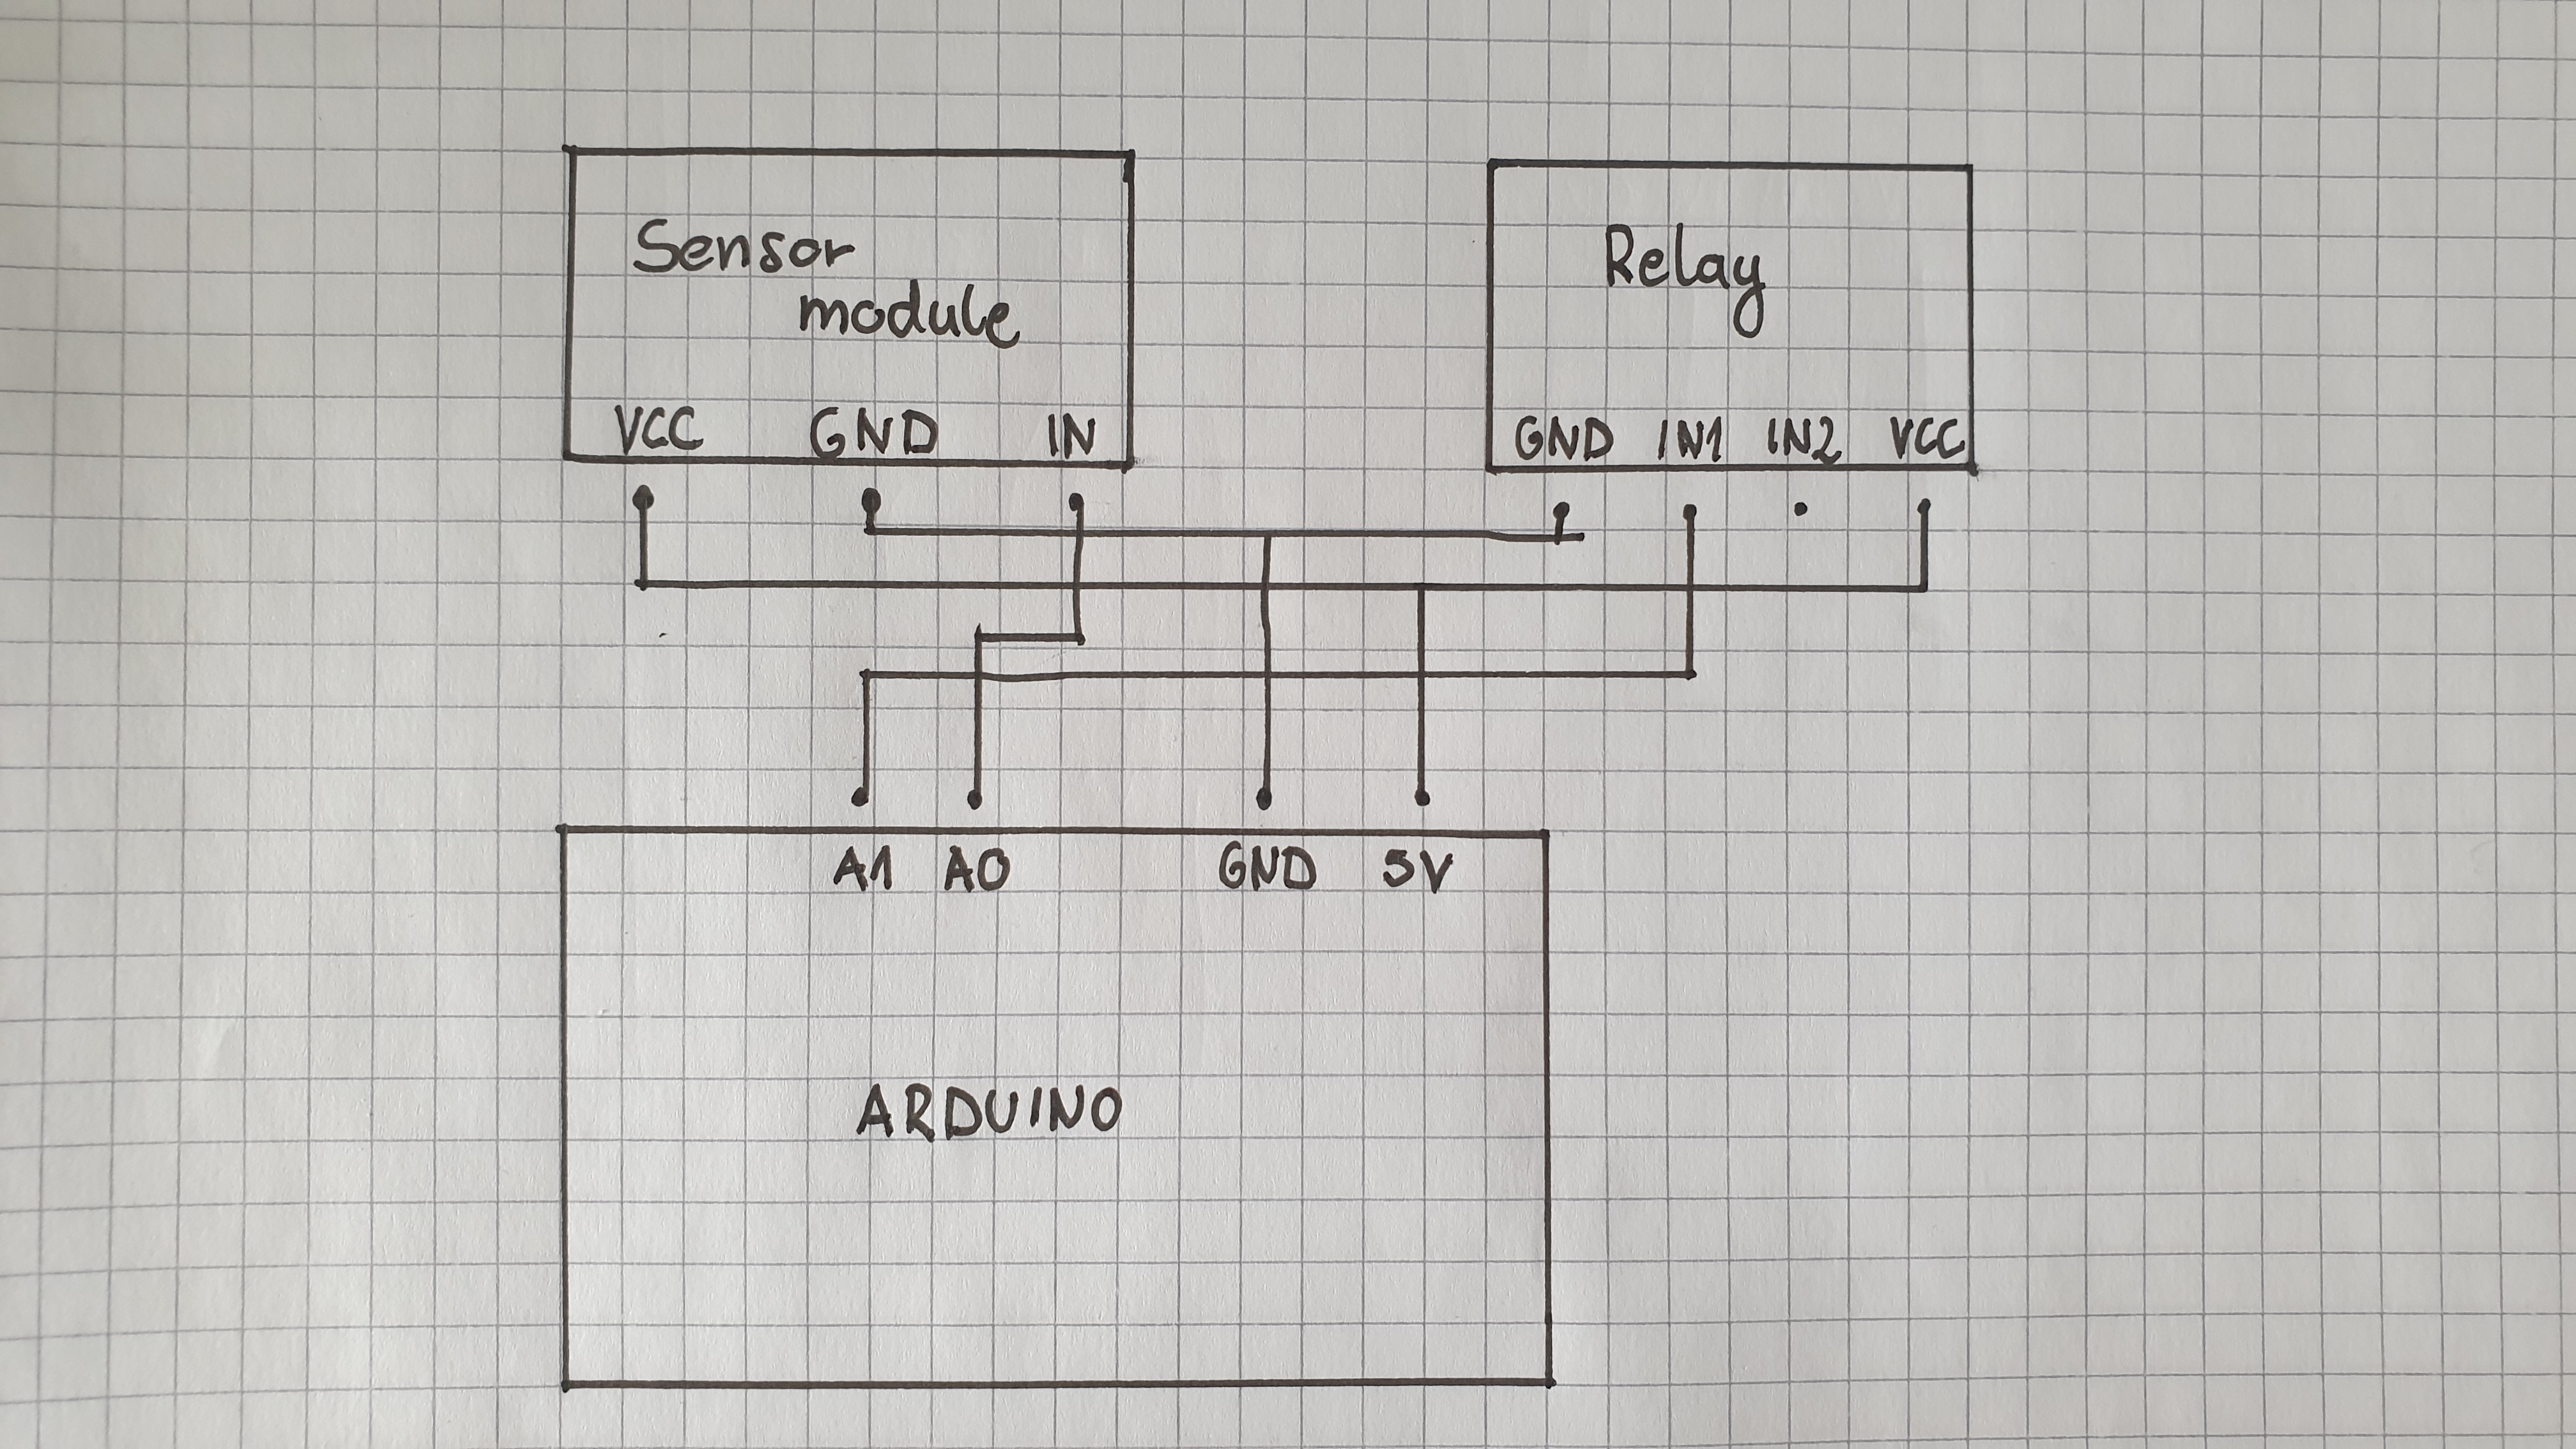 Sensor
module
Relay
VCC GND IN
GND IN1 IN2 VCC
A1 A0 GND 5V
ARDUINO